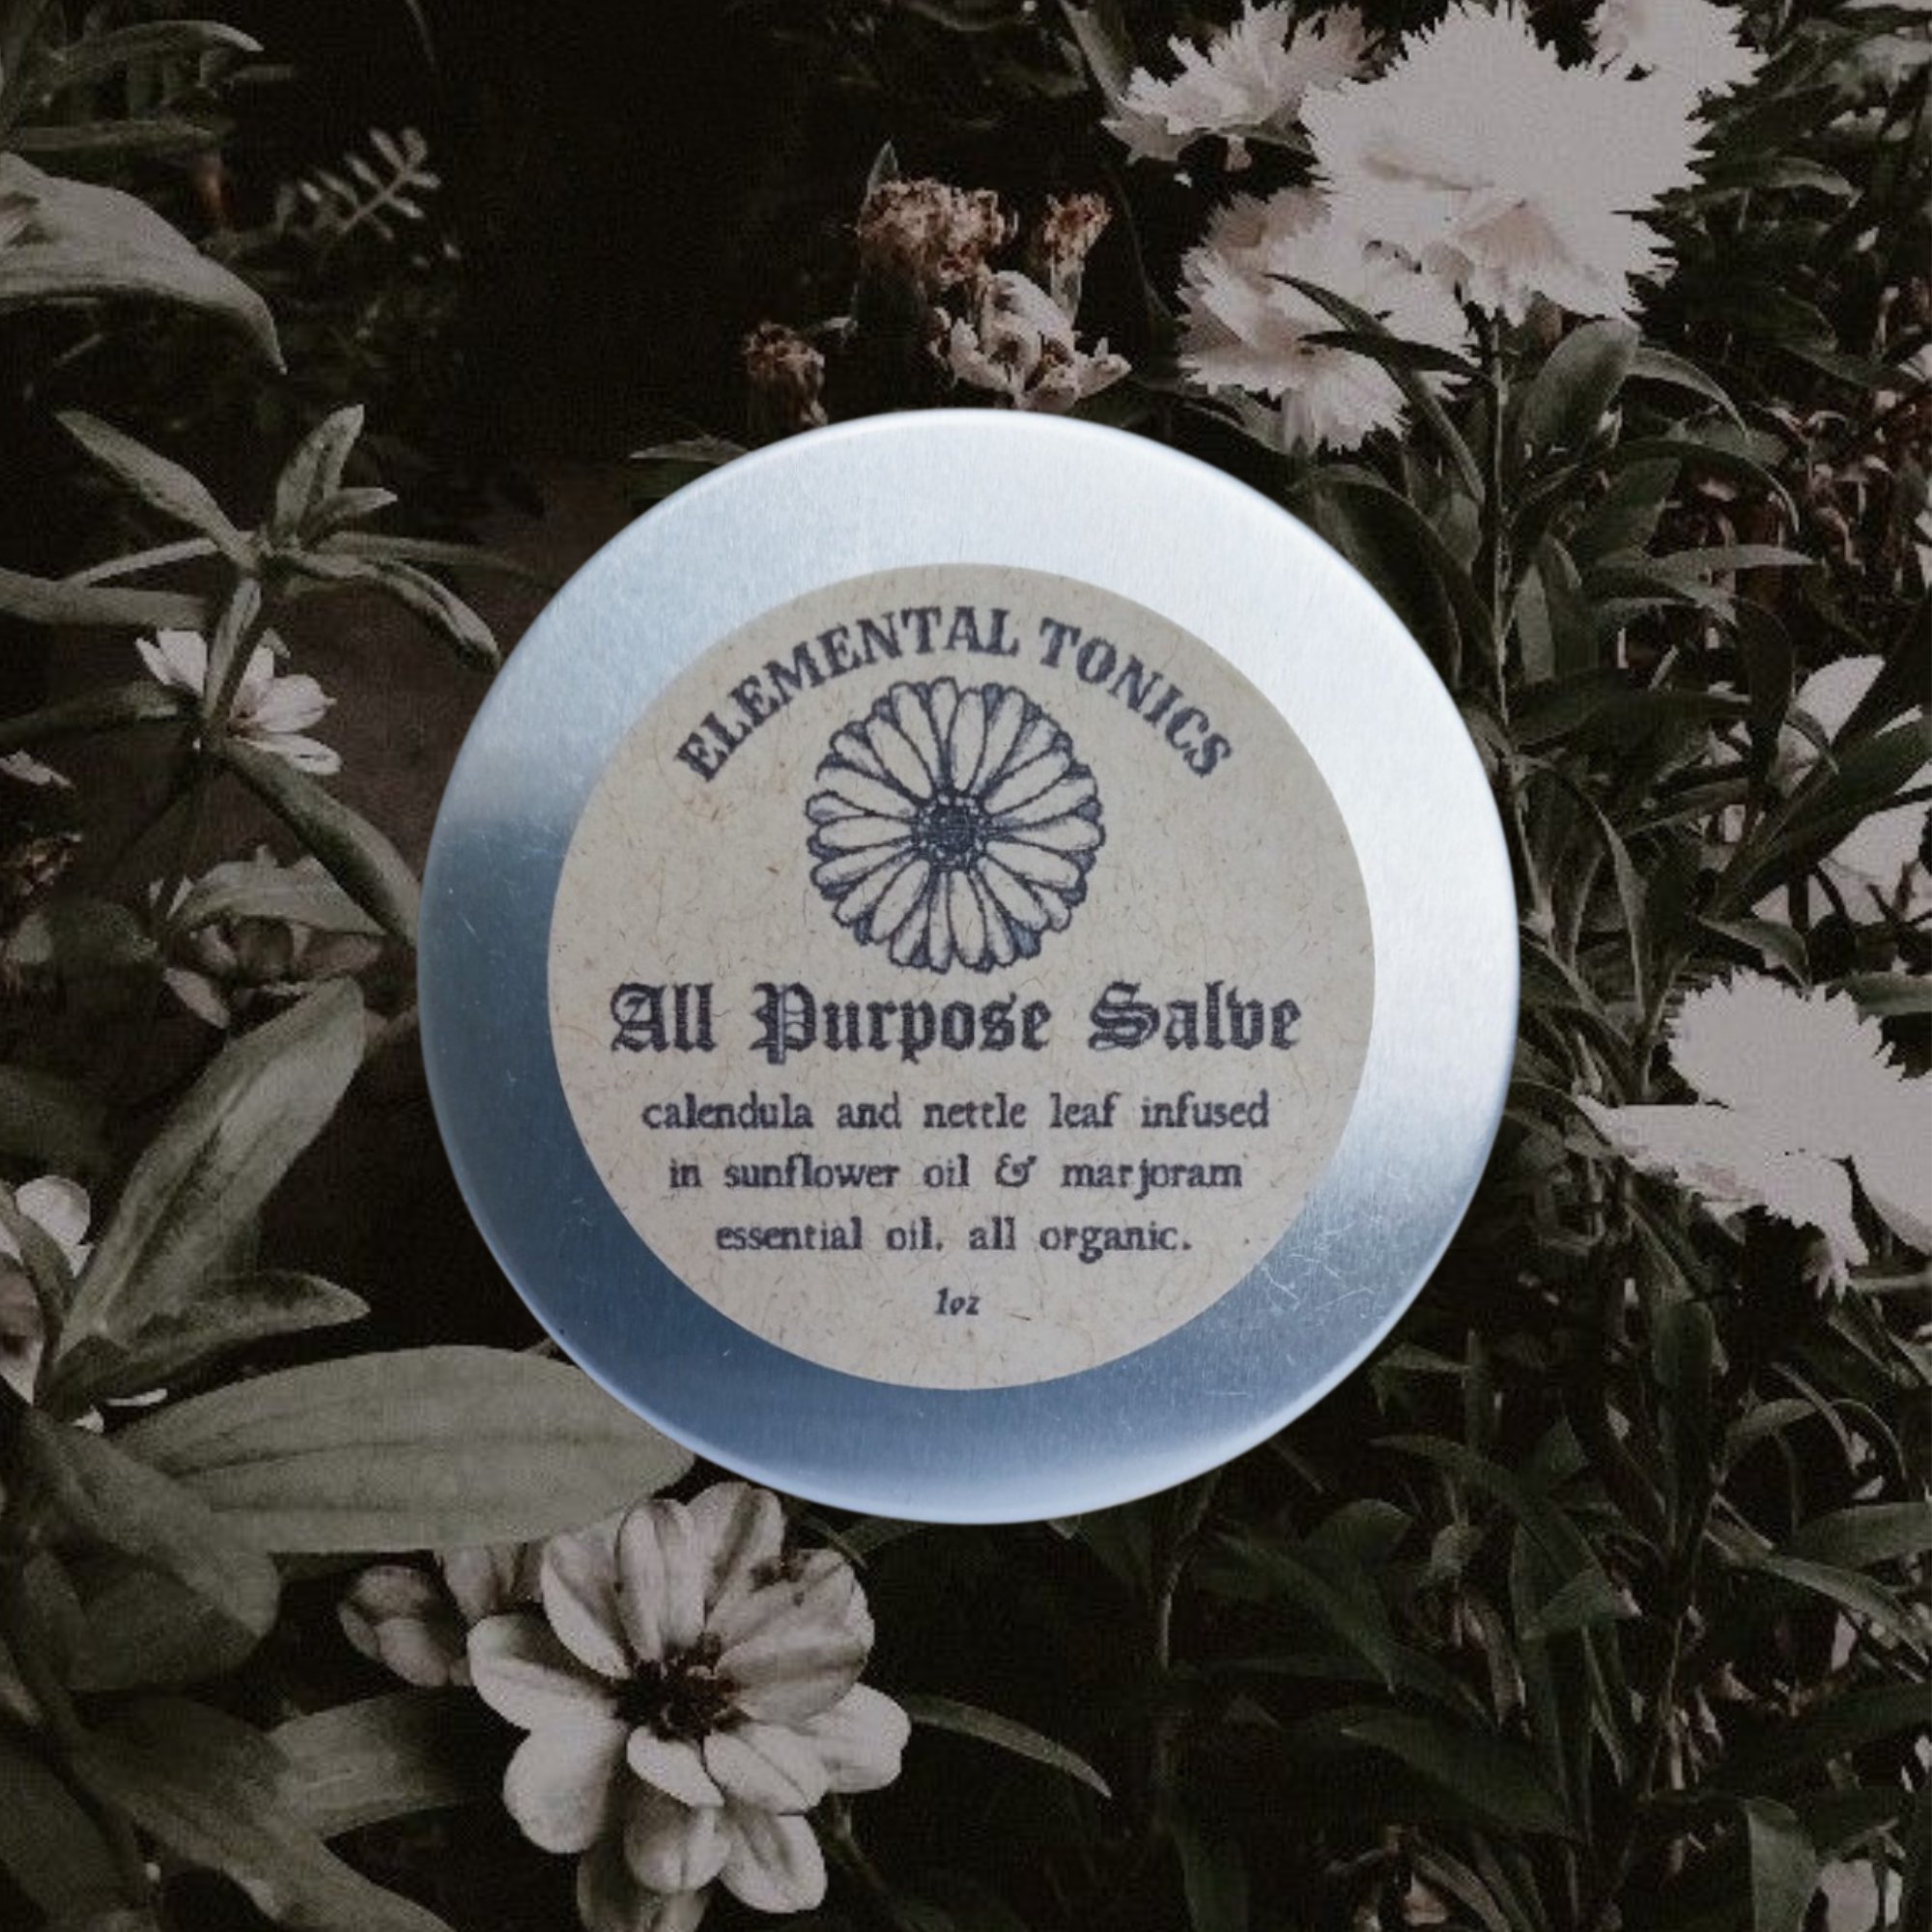 ELEMENTAL TONICS
All Purpose Salve
calendula and nettle leaf infused
in sunflower oil & marjoram
essential oil, all organic.
1oz